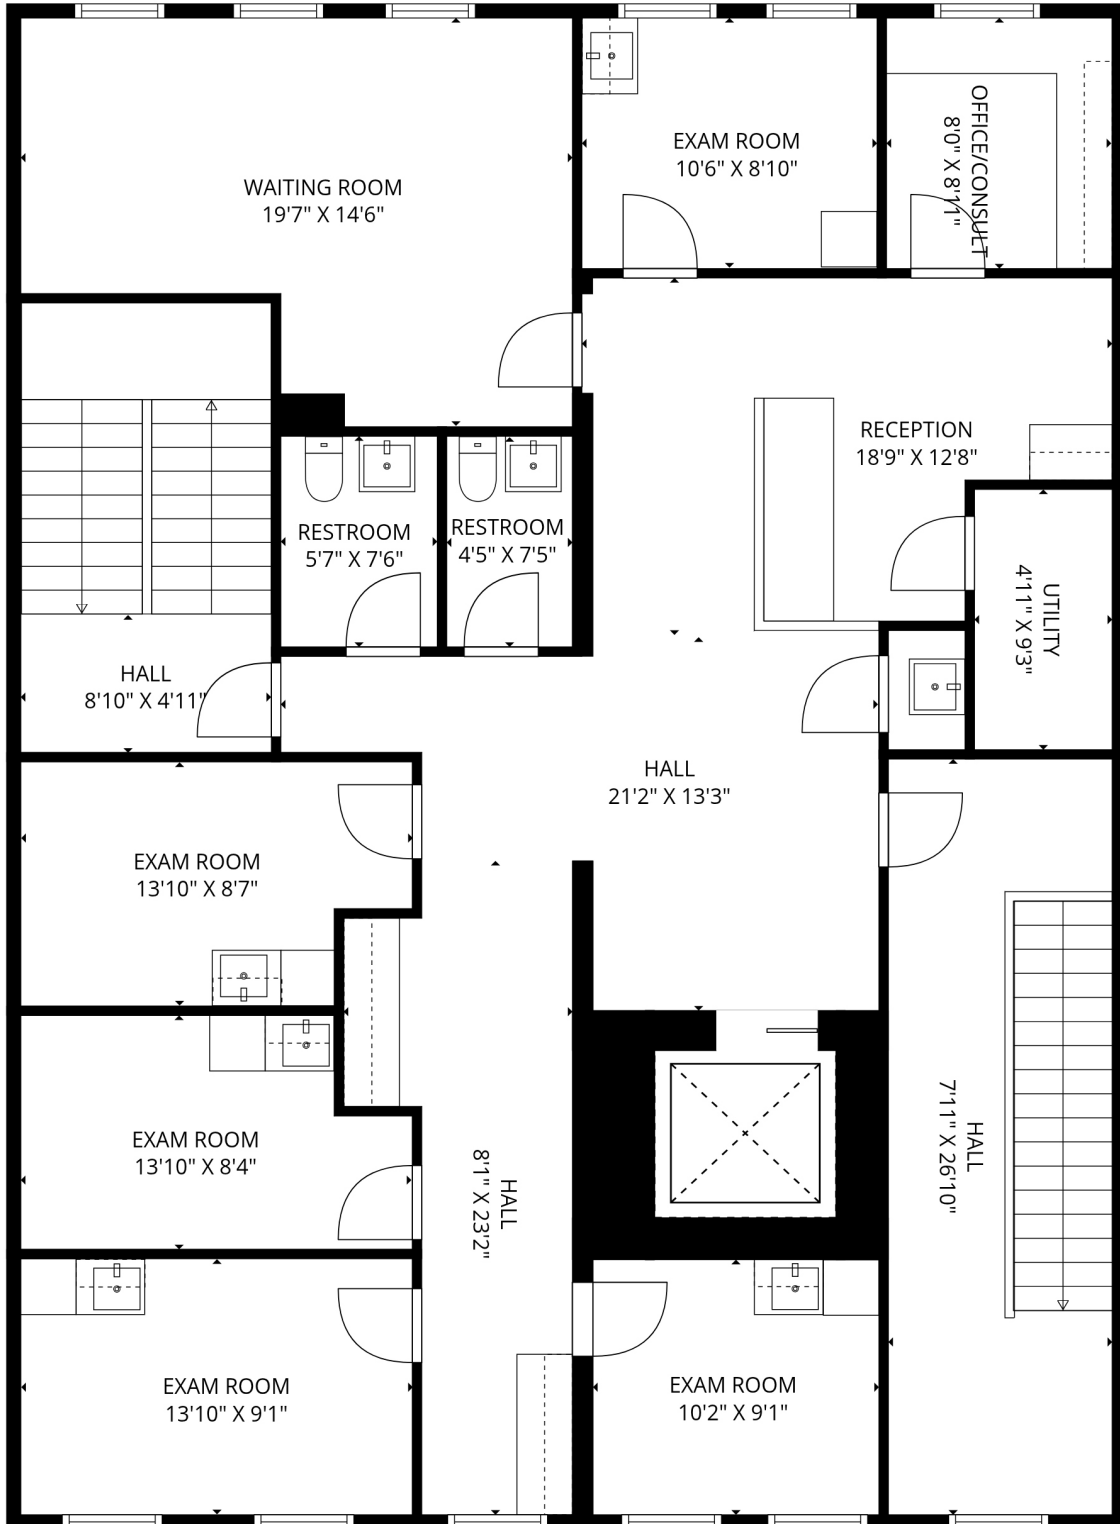 EXAM ROOM
10'6" X 8'10"
OFFICE/CONSULT
8'0" X 8'11"
WAITING ROOM
19'7" X 14'6"
RECEPTION
18'9" X 12'8"
RESTROOM
5'7" X 7'6"
RESTROOM
4'5" X 7'5"
UTILITY
4'11" X 9'3"
HALL
8'10" X 4'11"
HALL
21'2" X 13'3"
EXAM ROOM
13'10" X 8'7"
EXAM ROOM
13'10" X 8'4"
HALL
8'1" X 23'2"
HALL
7'11" X 26'10"
EXAM ROOM
13'10" X 9'1"
EXAM ROOM
10'2" X 9'1"